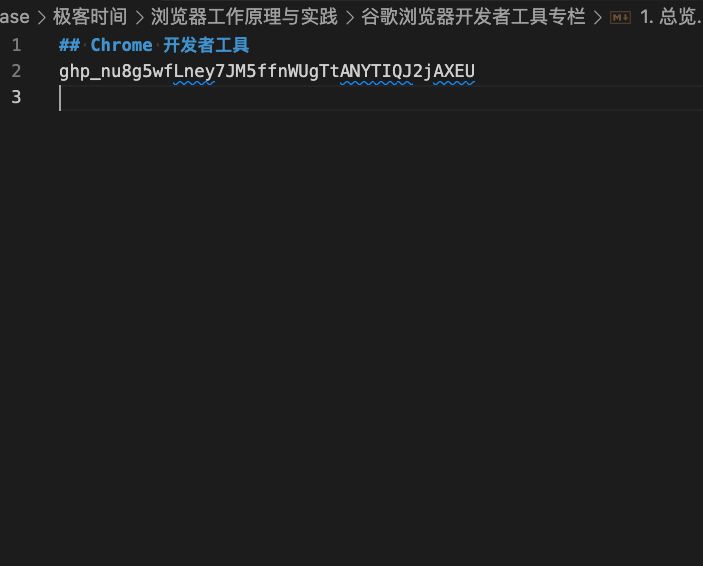 ase > 极客时间 > 浏览器工作原理与实践 > 谷歌浏览器开发者工具专栏 > 1. 总览.
1 ## Chrome 开发者工具
2 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
3